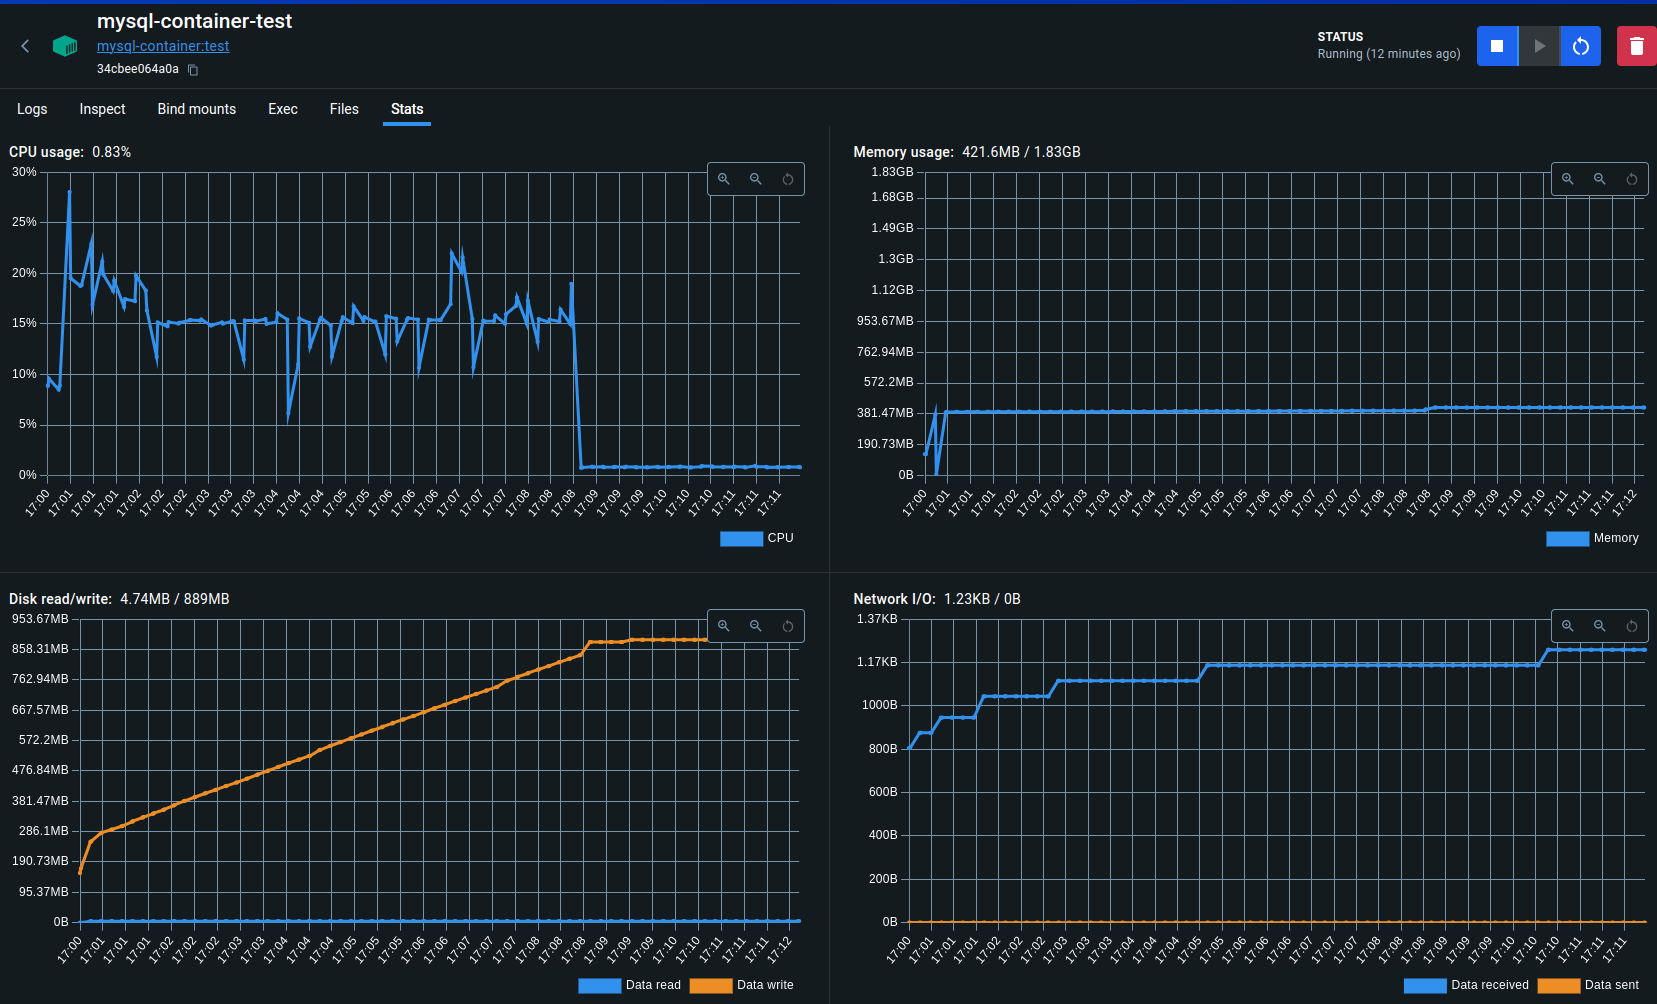 mysql-container-test
mysql-container:test
34cbee064a0a
STATUS
Running (12 minutes ago)
Logs Inspect Bind mounts Exec Files Stats
CPU usage: 0.83%
30%
25%
20%
15%
10%
5%
0%
17:00 17:01 17:01 17:01 17:02 17:02 17:02 17:03 17:03 17:03 17:04 17:04 17:04 17:05 17:05 17:06 17:06 17:06 17:07 17:07 17:07 17:08 17:08 17:08 17:09 17:09 17:09 17:10 17:10 17:10 17:11 17:11 17:11
CPU
Memory usage: 421.6MB / 1.83GB
1.83GB
1.68GB
1.49GB
1.3GB
1.12GB
953.67MB
762.94MB
572.2MB
381.47MB
190.73MB
0B
17:00 17:01 17:01 17:01 17:02 17:02 17:02 17:03 17:03 17:04 17:04 17:04 17:05 17:05 17:05 17:06 17:06 17:07 17:07 17:07 17:08 17:08 17:08 17:09 17:09 17:09 17:10 17:10 17:11 17:11 17:11 17:12
Memory
Disk read/write: 4.74MB / 889MB
953.67MB
858.31MB
762.94MB
667.57MB
572.2MB
476.84MB
381.47MB
286.1MB
190.73MB
95.37MB
0B
17:00 17:01 17:01 17:01 17:02 17:02 17:02 17:03 17:03 17:04 17:04 17:04 17:05 17:05 17:05 17:06 17:06 17:07 17:07 17:07 17:08 17:08 17:08 17:09 17:09 17:09 17:10 17:10 17:11 17:11 17:11 17:12
Data read Data write
Network I/O: 1.23KB / 0B
1.37KB
1.17KB
1000B
800B
600B
400B
200B
0B
17:00 17:01 17:01 17:01 17:02 17:02 17:02 17:03 17:03 17:03 17:04 17:04 17:04 17:05 17:05 17:06 17:06 17:06 17:07 17:07 17:07 17:08 17:08 17:08 17:09 17:09 17:09 17:10 17:10 17:10 17:11 17:11 17:11
Data received Data sent